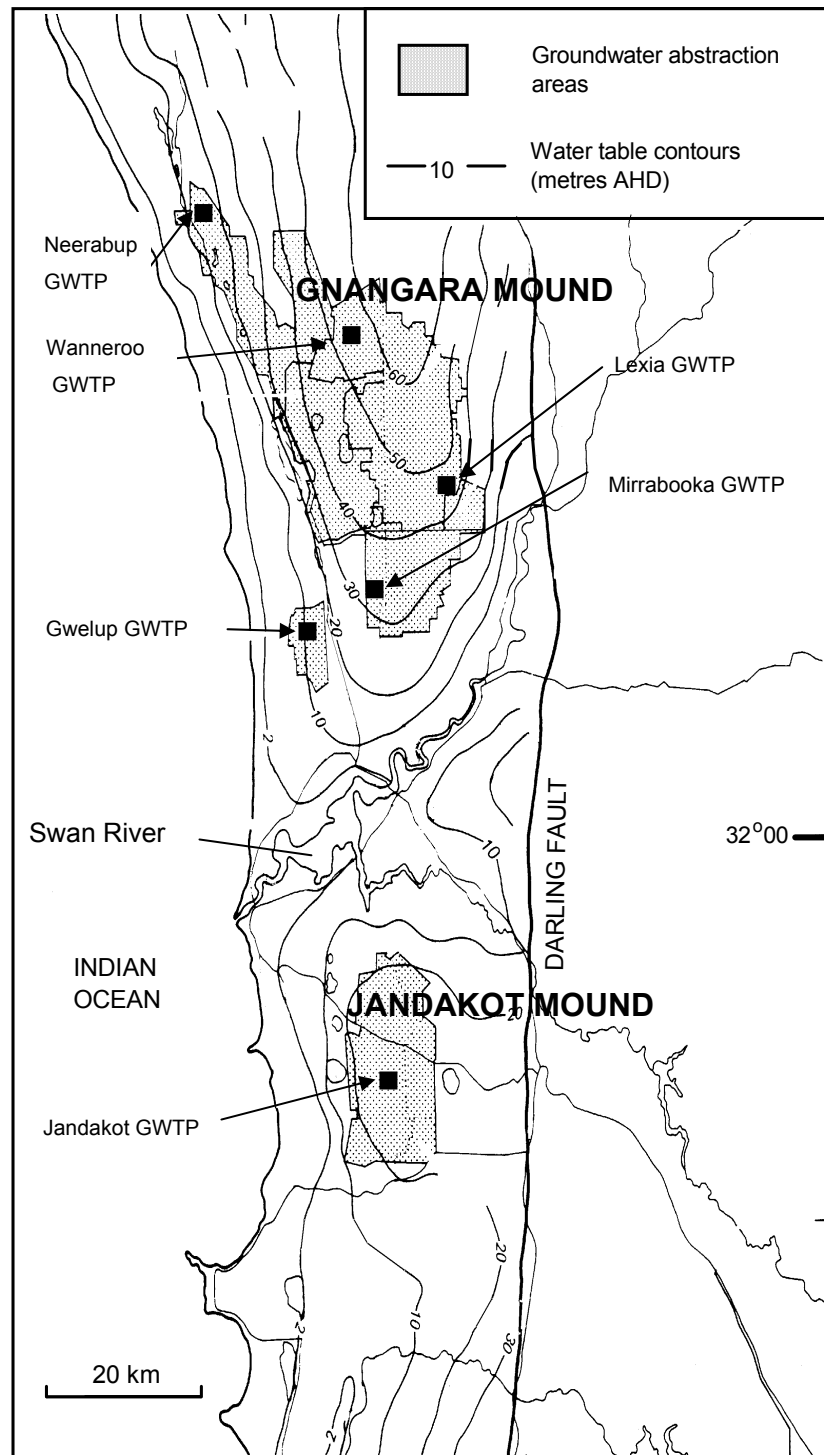 Groundwater abstraction
areas
10
Water table contours
(metres AHD)
Neerabup
GWTP
GNANGARA MOUND
Wanneroo
GWTP
Lexia GWTP
60
50
Mirrabooka GWTP
40
30
Gwelup GWTP
20
10
2
Swan River
10
32°00
DARLING FAULT
INDIAN
OCEAN
JANDAKOT MOUND
20
Jandakot GWTP
20
10
2
30
20 km
2
2